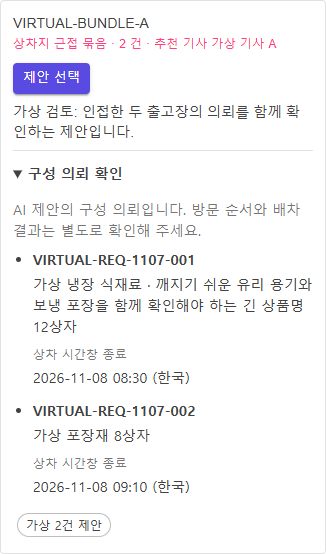 VIRTUAL-BUNDLE-A
상차지 근접 묶음 · 2 건 · 추천 기사 가상 기사 A
제안 선택
가상 검토: 인접한 두 출고장의 의뢰를 함께 확
인하는 제안입니다.
▼ 구성 의뢰 확인
AI 제안의 구성 의뢰입니다. 방문 순서와 배차
결과는 별도로 확인해 주세요.
• VIRTUAL-REQ-1107-001
가상 냉장 식재료 · 깨지기 쉬운 유리 용기와
보냉 포장을 함께 확인해야 하는 긴 상품명
12상자
상차 시간창 종료
2026-11-08 08:30 (한국)
• VIRTUAL-REQ-1107-002
가상 포장재 8상자
상차 시간창 종료
2026-11-08 09:10 (한국)
가상 2건 제안